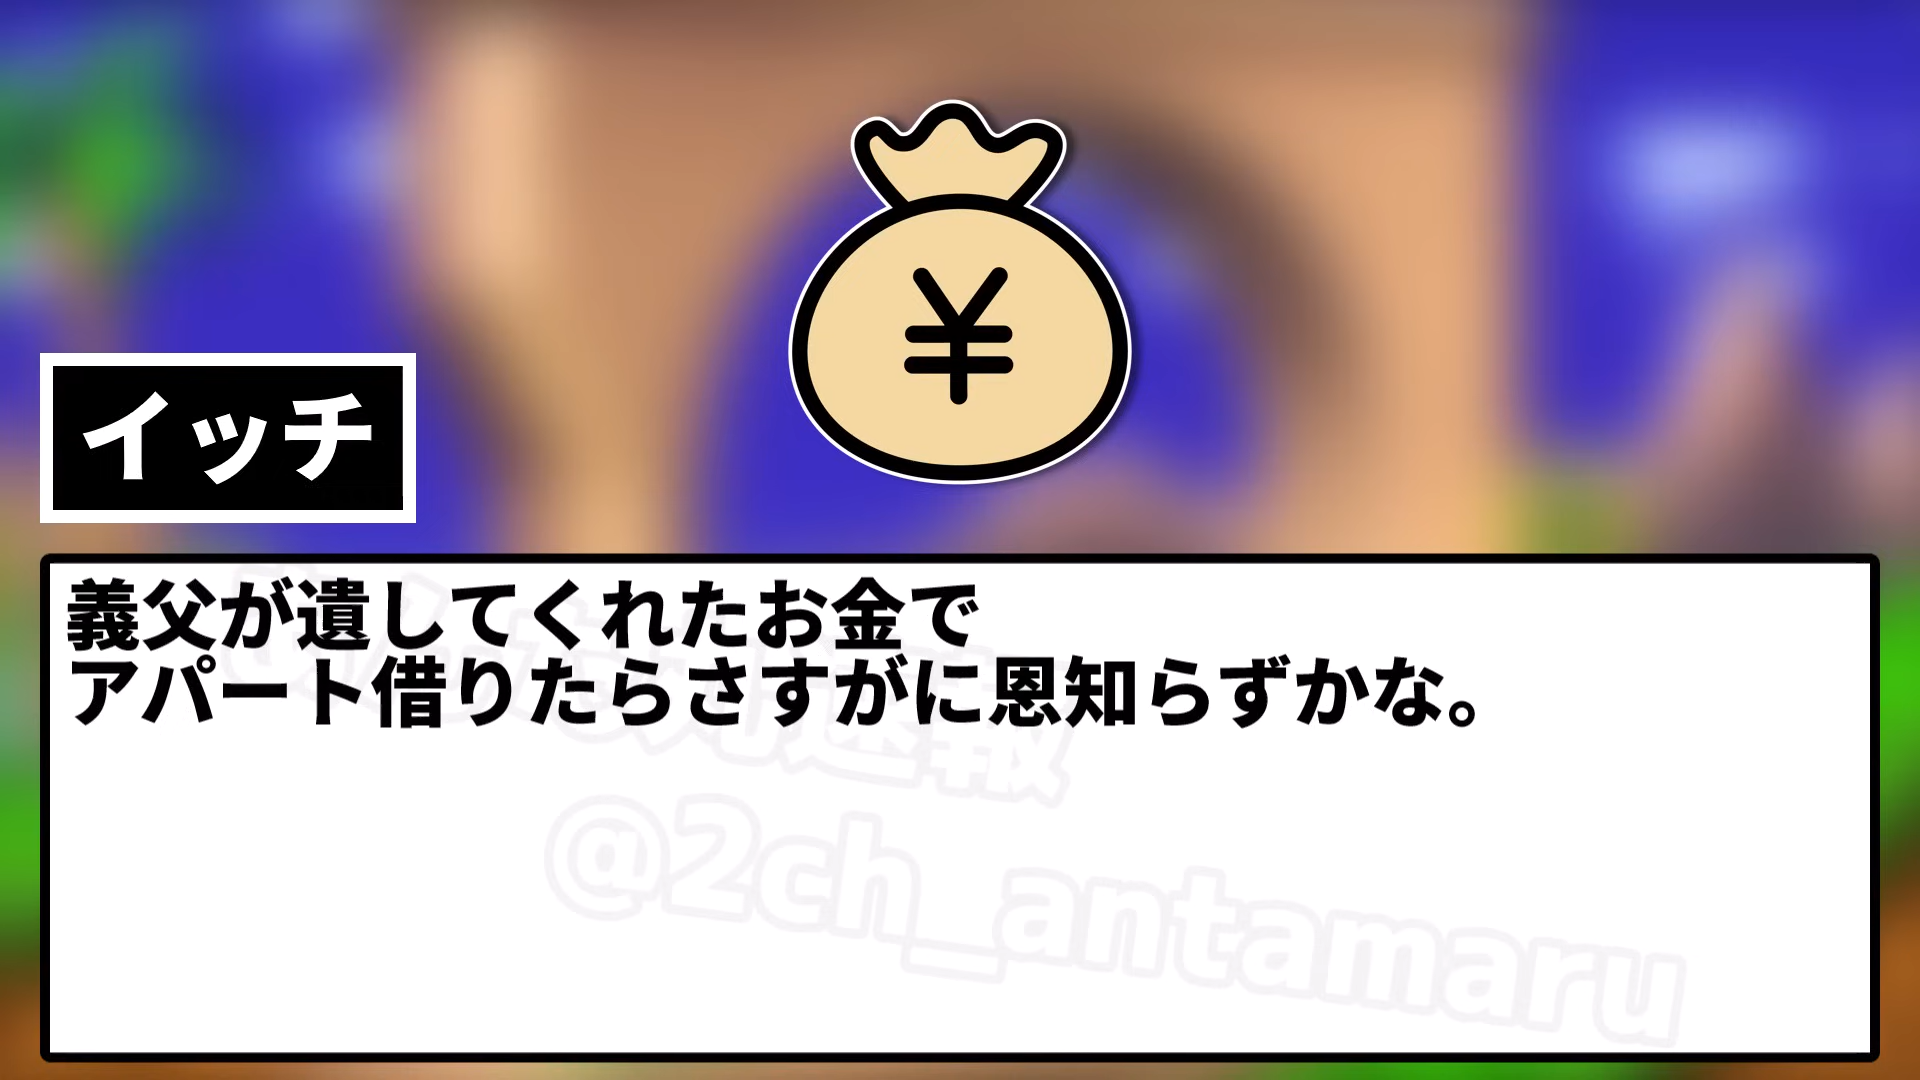 ¥
イッチ
義父が遺してくれたお金で
アパート借りたらさすがに恩知らずかな。
@2ch_antamaru